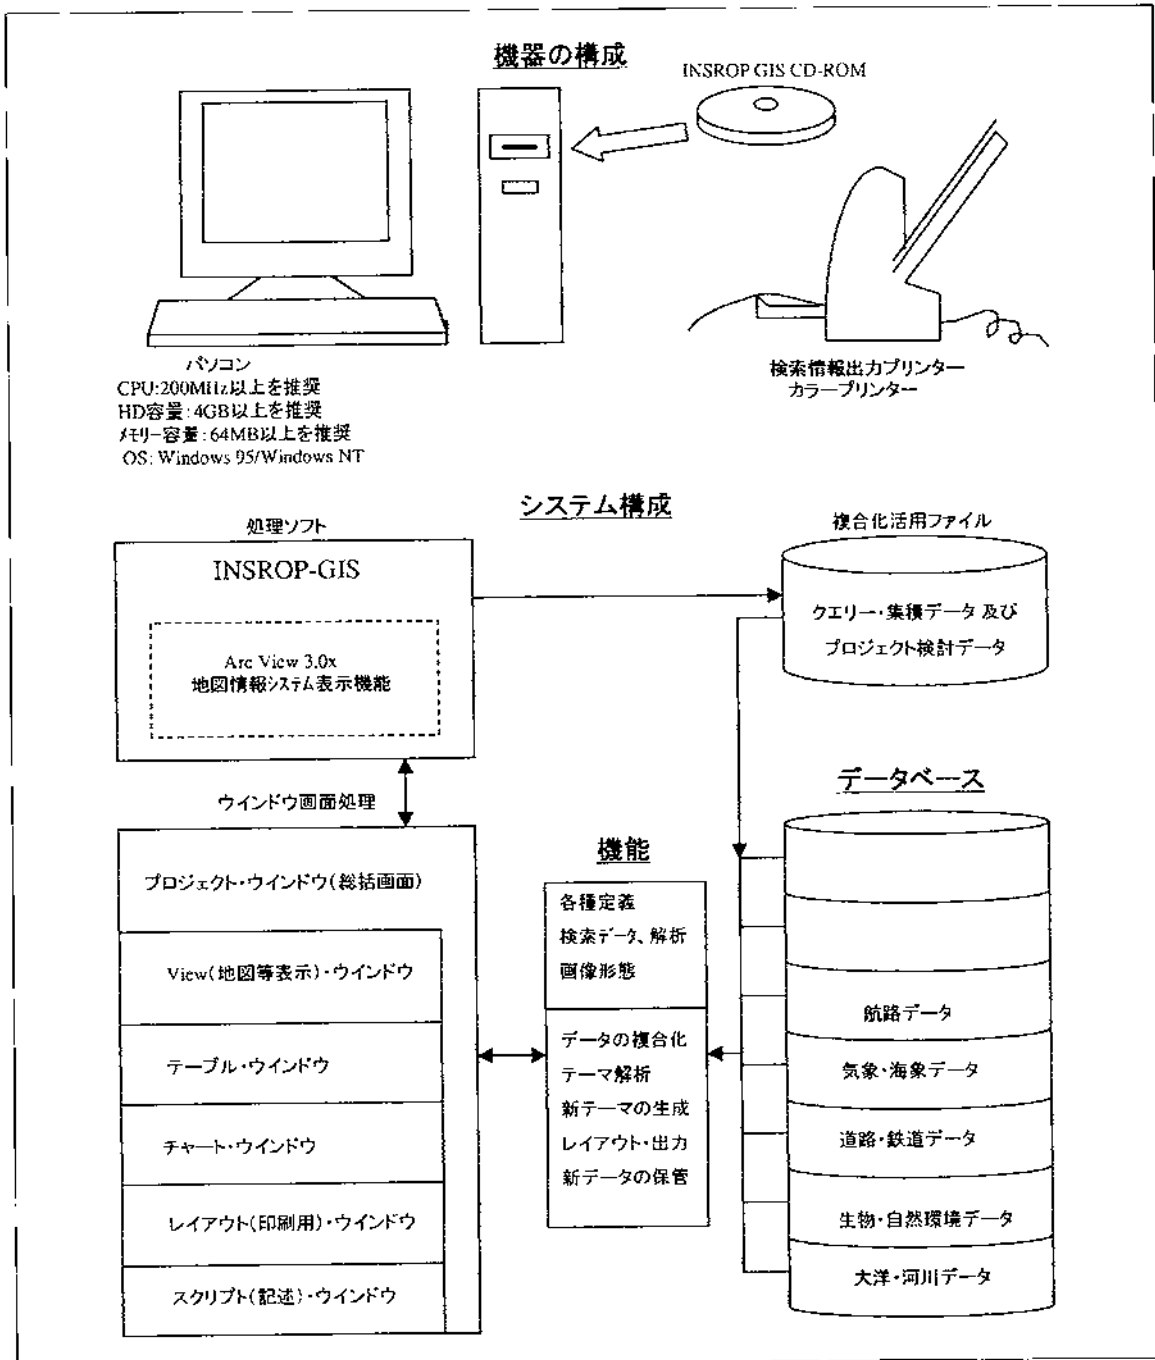 機器の構成
INSROP GIS CD-ROM
パソコン
CPU:200MHz以上を推奨
HD容量:4GB以上を推奨
メモリー容量:64MB以上を推奨
OS: Windows 95/Windows NT
検索情報出力プリンター
カラープリンター
システム構成
処理ソフト
INSROP-GIS
Arc View 3.0x
地図情報システム表示機能
複合化活用ファイル
クエリー・集積データ 及び
プロジェクト検討データ
ウインドウ画面処理
プロジェクト・ウインドウ(総括画面)
View(地図等表示)・ウインドウ
テーブル・ウインドウ
チャート・ウインドウ
レイアウト(印刷用)・ウインドウ
スクリプト(記述)・ウインドウ
機能
各種定義
検索データ、解析
画像形態
データの複合化
テーマ解析
新テーマの生成
レイアウト・出力
新データの保管
データベース
航路データ
気象・海象データ
道路・鉄道データ
生物・自然環境データ
大洋・河川データ